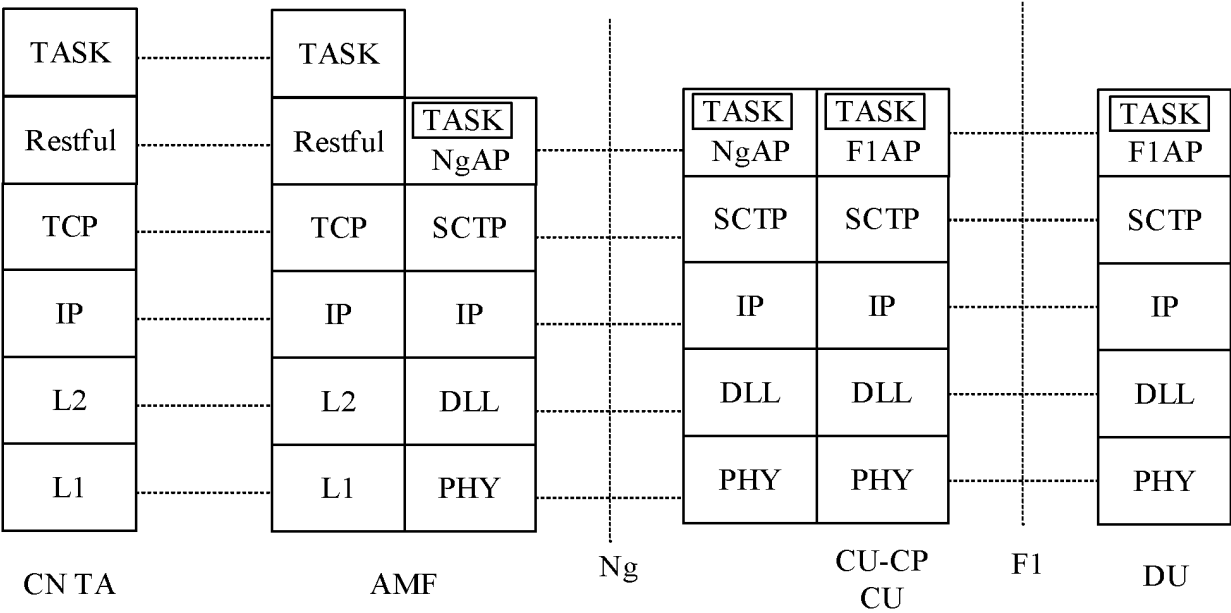 TASK
TASK
TASK
TASK
TASK
TASK
Restful
Restful
NgAP
NgAP
F1AP
F1AP
TCP
TCP
SCTP
SCTP
SCTP
SCTP
IP
IP
IP
IP
IP
IP
L2
L2
DLL
DLL
DLL
DLL
L1
L1
PHY
PHY
PHY
PHY
CN TA
AMF
Ng
CU-CP
CU
F1
DU